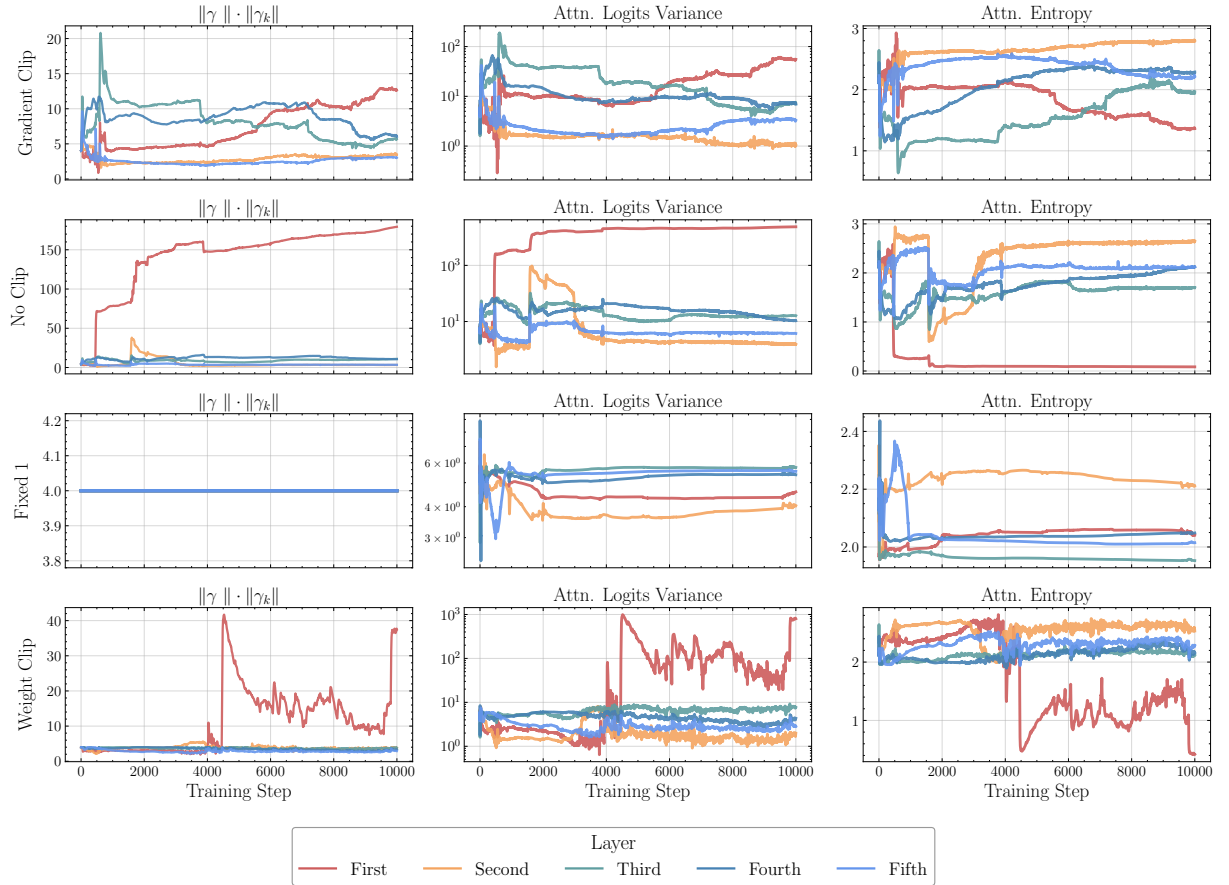 ‖γ‖ · ‖γₖ‖ Attn. Logits Variance Attn. Entropy
Gradient Clip
20
15
10
5
0
10²
10¹
10⁰
3
2
1
‖γ‖ · ‖γₖ‖ Attn. Logits Variance Attn. Entropy
No Clip
150
100
50
0
10³
10¹
3
2
1
0
‖γ‖ · ‖γₖ‖ Attn. Logits Variance Attn. Entropy
Fixed 1
4.2
4.1
4.0
3.9
3.8
6 × 10⁰
4 × 10⁰
3 × 10⁰
2.4
2.2
2.0
‖γ‖ · ‖γₖ‖ Attn. Logits Variance Attn. Entropy
Weight Clip
40
30
20
10
0
10³
10²
10¹
10⁰
2
1
0 2000 4000 6000 8000 10000 0 2000 4000 6000 8000 10000 0 2000 4000 6000 8000 10000
Training Step Training Step Training Step
Layer
First Second Third Fourth Fifth